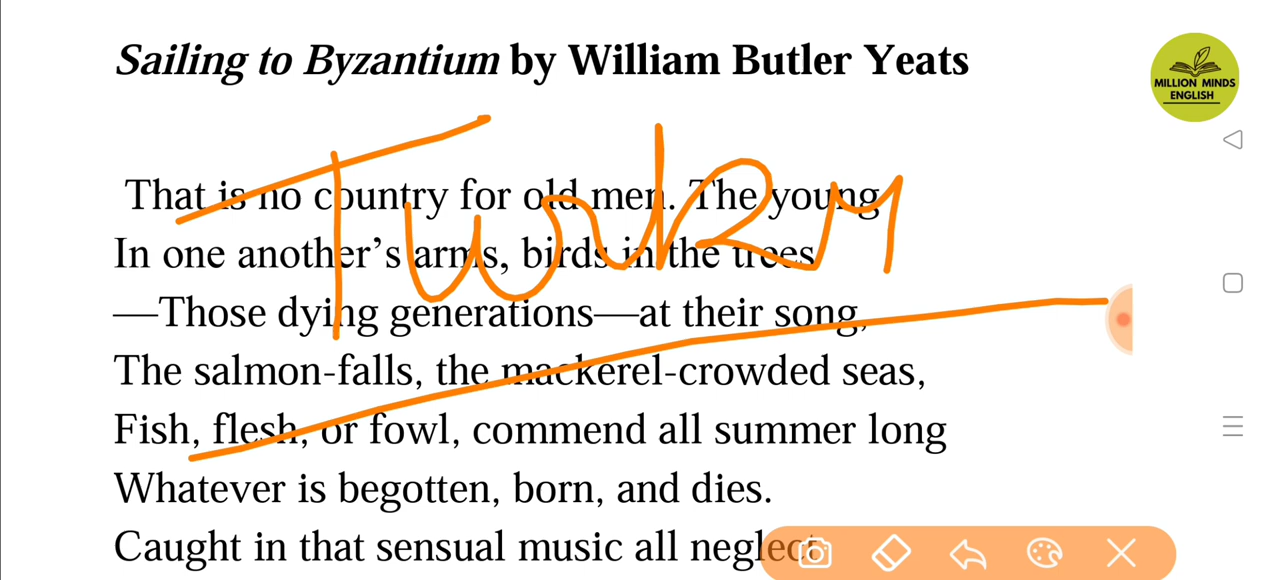 Sailing to Byzantium by William Butler Yeats
MILLION MINDS
ENGLISH
That is no country for old men. The young
In one another’s arms, birds in the trees
—Those dying generations—at their song,
The salmon-falls, the mackerel-crowded seas,
Fish, flesh, or fowl, commend all summer long
Whatever is begotten, born, and dies.
Caught in that sensual music all neglect